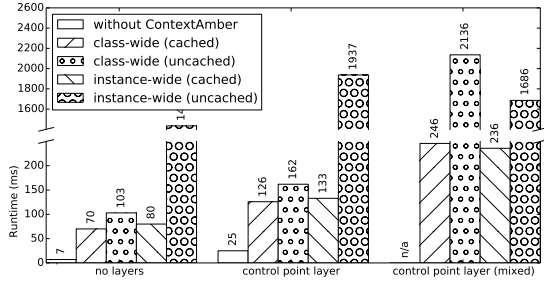 2600
2400
2200
2000
1800
1600
200
150
100
50
0
Runtime (ms)
without ContextAmber
class-wide (cached)
class-wide (uncached)
instance-wide (cached)
instance-wide (uncached)
7
70
103
80
25
126
162
133
1937
n/a
246
2136
236
1686
no layers
control point layer
control point layer (mixed)